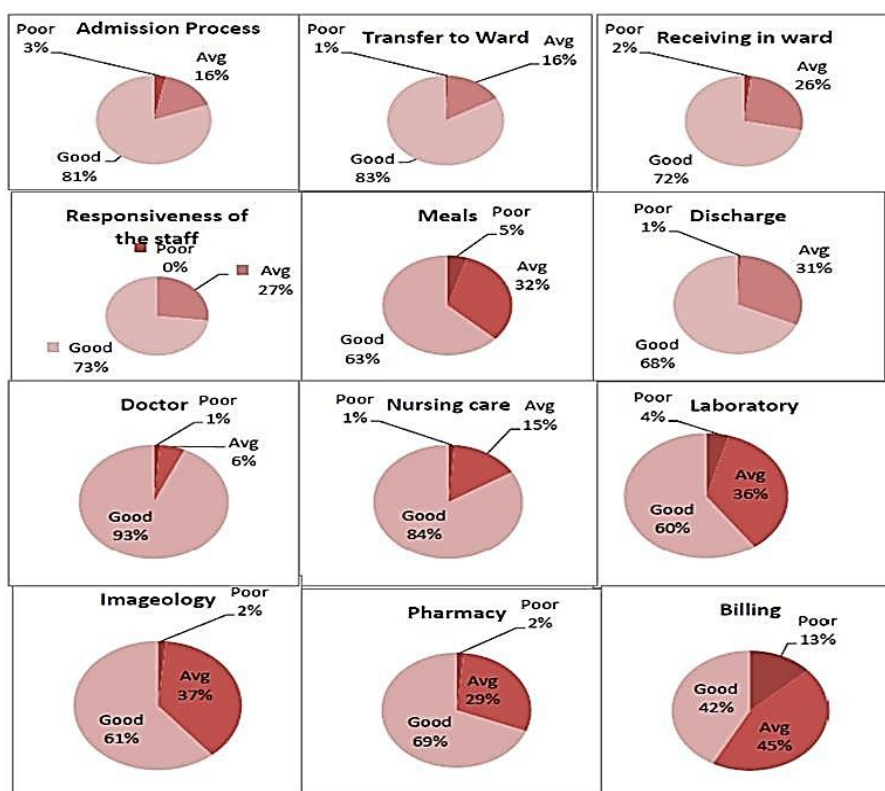 Admission Process
Poor
3%
Avg
16%
Good
81%
Transfer to Ward
Poor
1%
Avg
16%
Good
83%
Receiving in ward
Poor
2%
Avg
26%
Good
72%
Responsiveness of
the staff
Poor
0%
Avg
27%
Good
73%
Meals
Poor
5%
Avg
32%
Good
63%
Discharge
Poor
1%
Avg
31%
Good
68%
Doctor
Poor
1%
Avg
6%
Good
93%
Nursing care
Poor
1%
Avg
15%
Good
84%
Laboratory
Poor
4%
Avg
36%
Good
60%
Imageology
Poor
2%
Avg
37%
Good
61%
Pharmacy
Poor
2%
Avg
29%
Good
69%
Billing
Poor
13%
Good
42%
Avg
45%